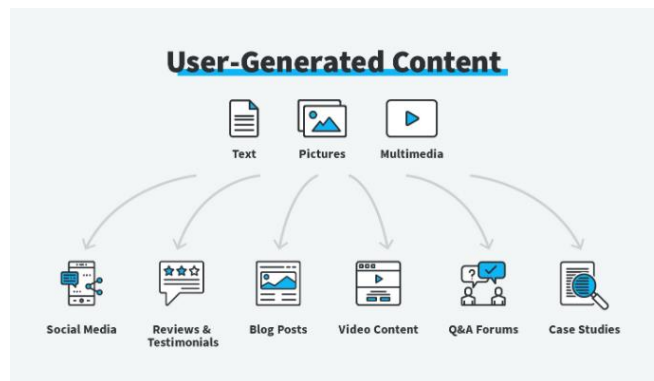 User-Generated Content
Text
Pictures
Multimedia
Social Media
Reviews &
Testimonials
Blog Posts
Video Content
Q&A Forums
Case Studies